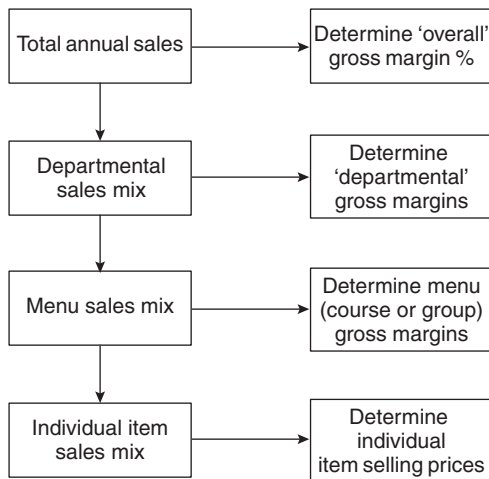 Total annual sales
Determine ‘overall’
gross margin %
Departmental
sales mix
Determine
‘departmental’
gross margins
Menu sales mix
Determine menu
(course or group)
gross margins
Individual item
sales mix
Determine
individual
item selling prices